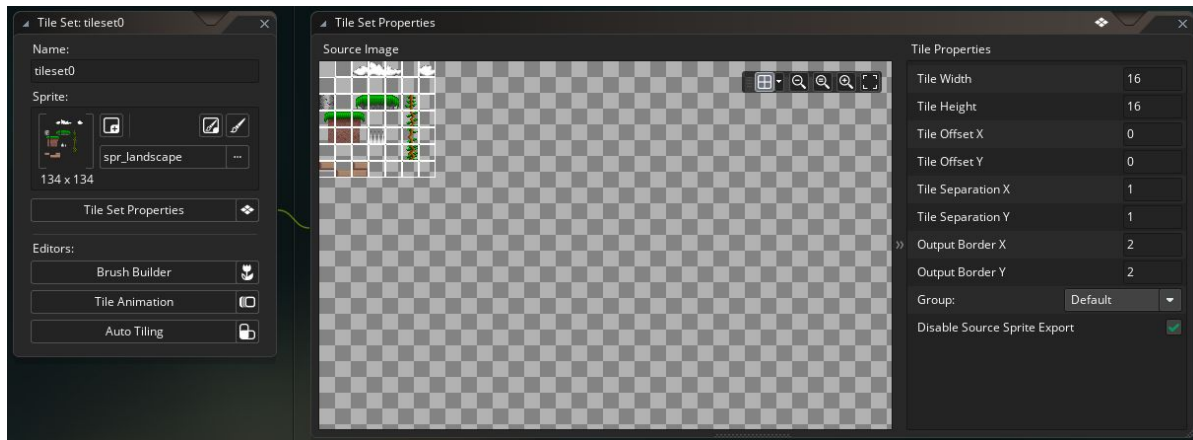 Tile Set: tileset0
Name:
tileset0
Sprite:
spr_landscape
...
134 x 134
Tile Set Properties
Editors:
Brush Builder
Tile Animation
Auto Tiling
Tile Set Properties
Source Image
Tile Properties
Tile Width 16
Tile Height 16
Tile Offset X 0
Tile Offset Y 0
Tile Separation X 1
Tile Separation Y 1
Output Border X 2
Output Border Y 2
Group: Default
Disable Source Sprite Export